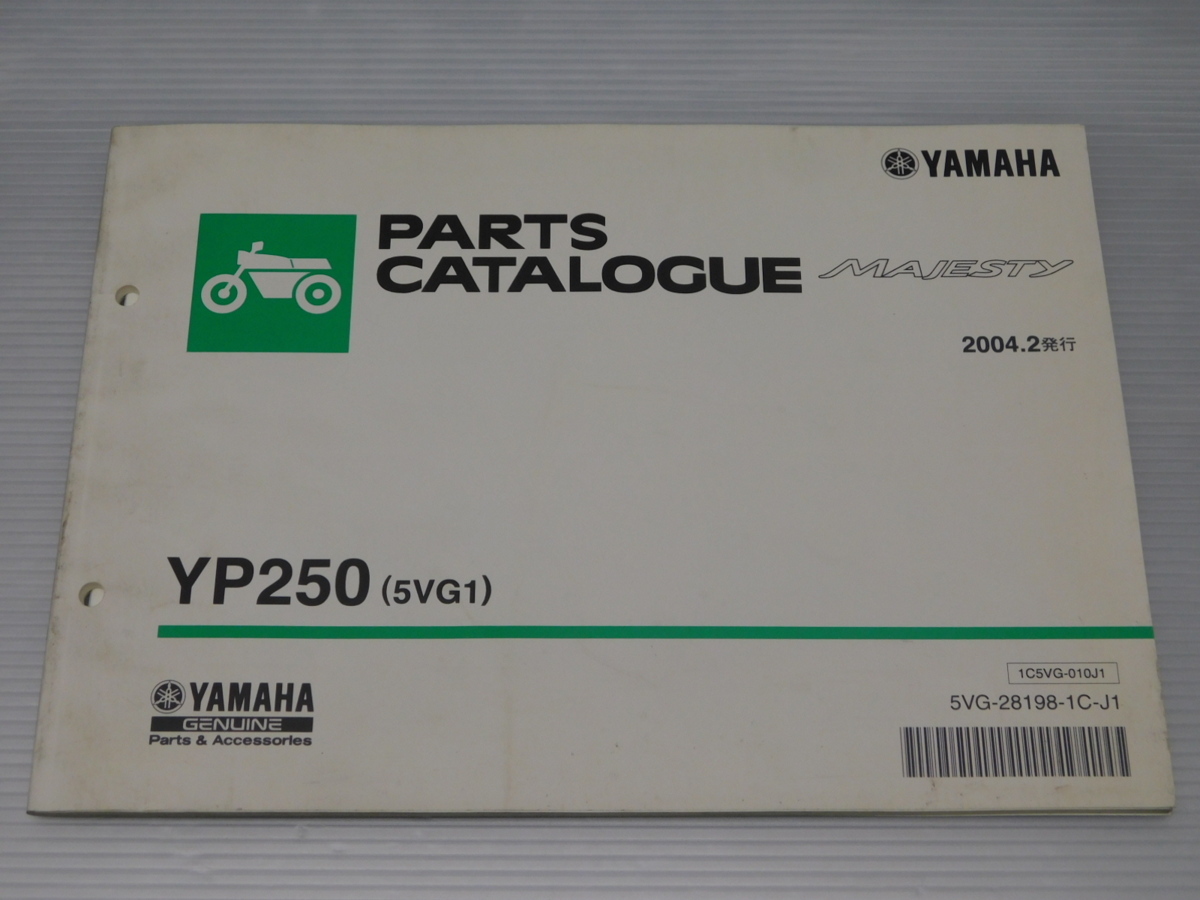 YAMAHA
PARTS
CATALOGUE
MAJESTY
2004.2発行
YP250 (5VG1)
YAMAHA
GENUINE
Parts & Accessories
1C5VG-010J1
5VG-28198-1C-J1